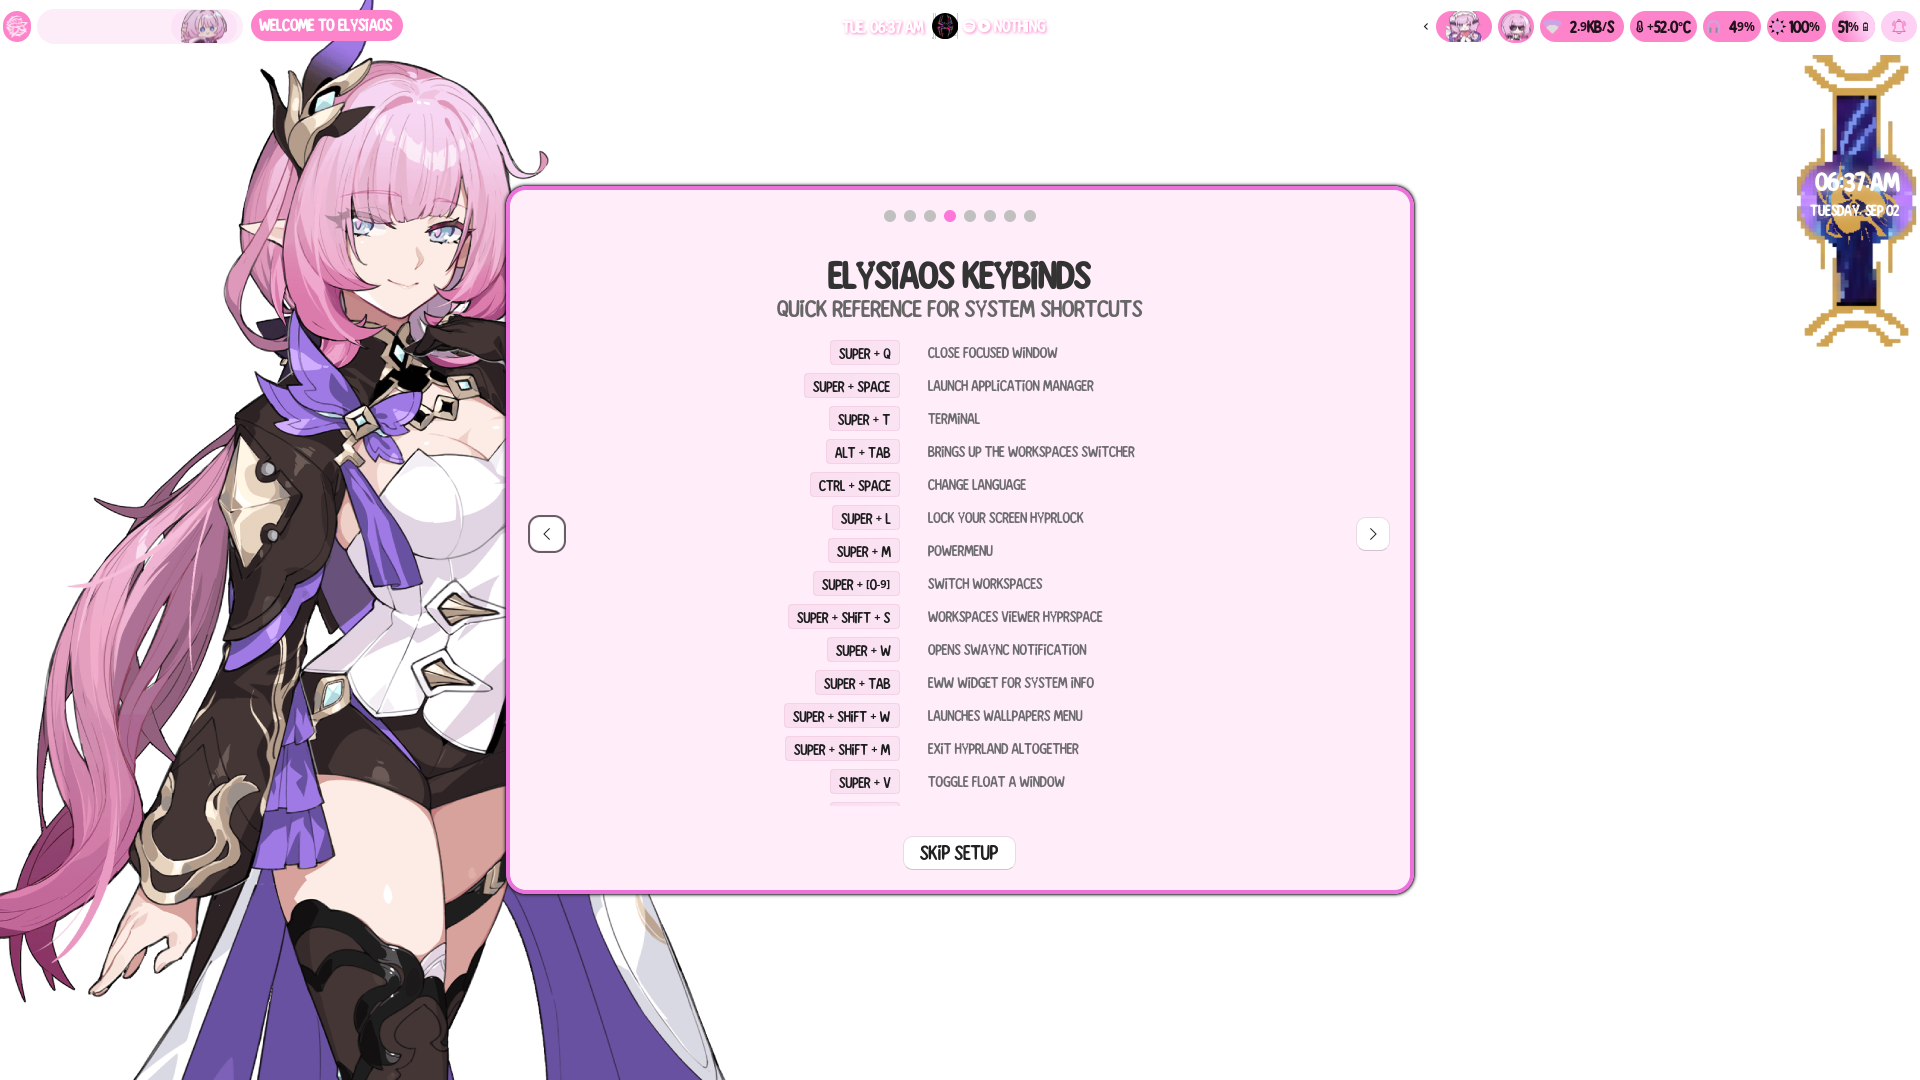 WELCOME TO ELYSIAOS
TUE. 06:37 AM
NOTHING
2.9KB/S
+52.0°C
49%
100%
51%
06:37 AM
TUESDAY. SEP 02
ELYSIAOS KEYBINDS
QUICK REFERENCE FOR SYSTEM SHORTCUTS
SUPER + Q CLOSE FOCUSED WINDOW
SUPER + SPACE LAUNCH APPLICATION MANAGER
SUPER + T TERMINAL
ALT + TAB BRINGS UP THE WORKSPACES SWITCHER
CTRL + SPACE CHANGE LANGUAGE
SUPER + L LOCK YOUR SCREEN HYPRLOCK
SUPER + M POWERMENU
SUPER + [0-9] SWITCH WORKSPACES
SUPER + SHIFT + S WORKSPACES VIEWER HYPRSPACE
SUPER + W OPENS SWAYNC NOTIFICATION
SUPER + TAB EWW WIDGET FOR SYSTEM INFO
SUPER + SHIFT + W LAUNCHES WALLPAPERS MENU
SUPER + SHIFT + M EXIT HYPRLAND ALTOGETHER
SUPER + V TOGGLE FLOAT A WINDOW
SKIP SETUP